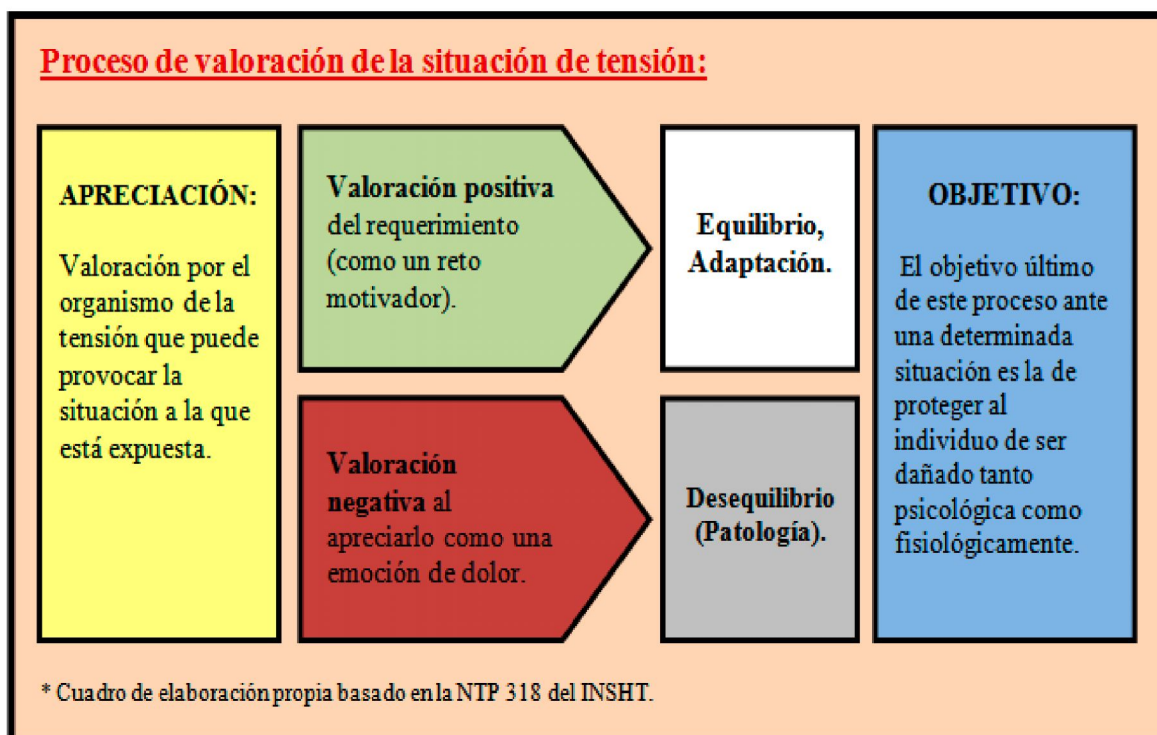 Proceso de valoración de la situación de tensión:
APRECIACIÓN:
Valoración por el
organismo de la
tensión que puede
provocar la
situación a la que
está expuesta.
Valoración positiva
del requerimiento
(como un reto
motivador).
Equilibrio,
Adaptación.
Valoración
negativa al
apreciarlo como una
emoción de dolor.
Desequilibrio
(Patología).
OBJETIVO:
El objetivo último
de este proceso ante
una determinada
situación es la de
proteger al
individuo de ser
dañado tanto
psicológica como
fisiológicamente.
* Cuadro de elaboración propia basado en la NTP 318 del INSHT.